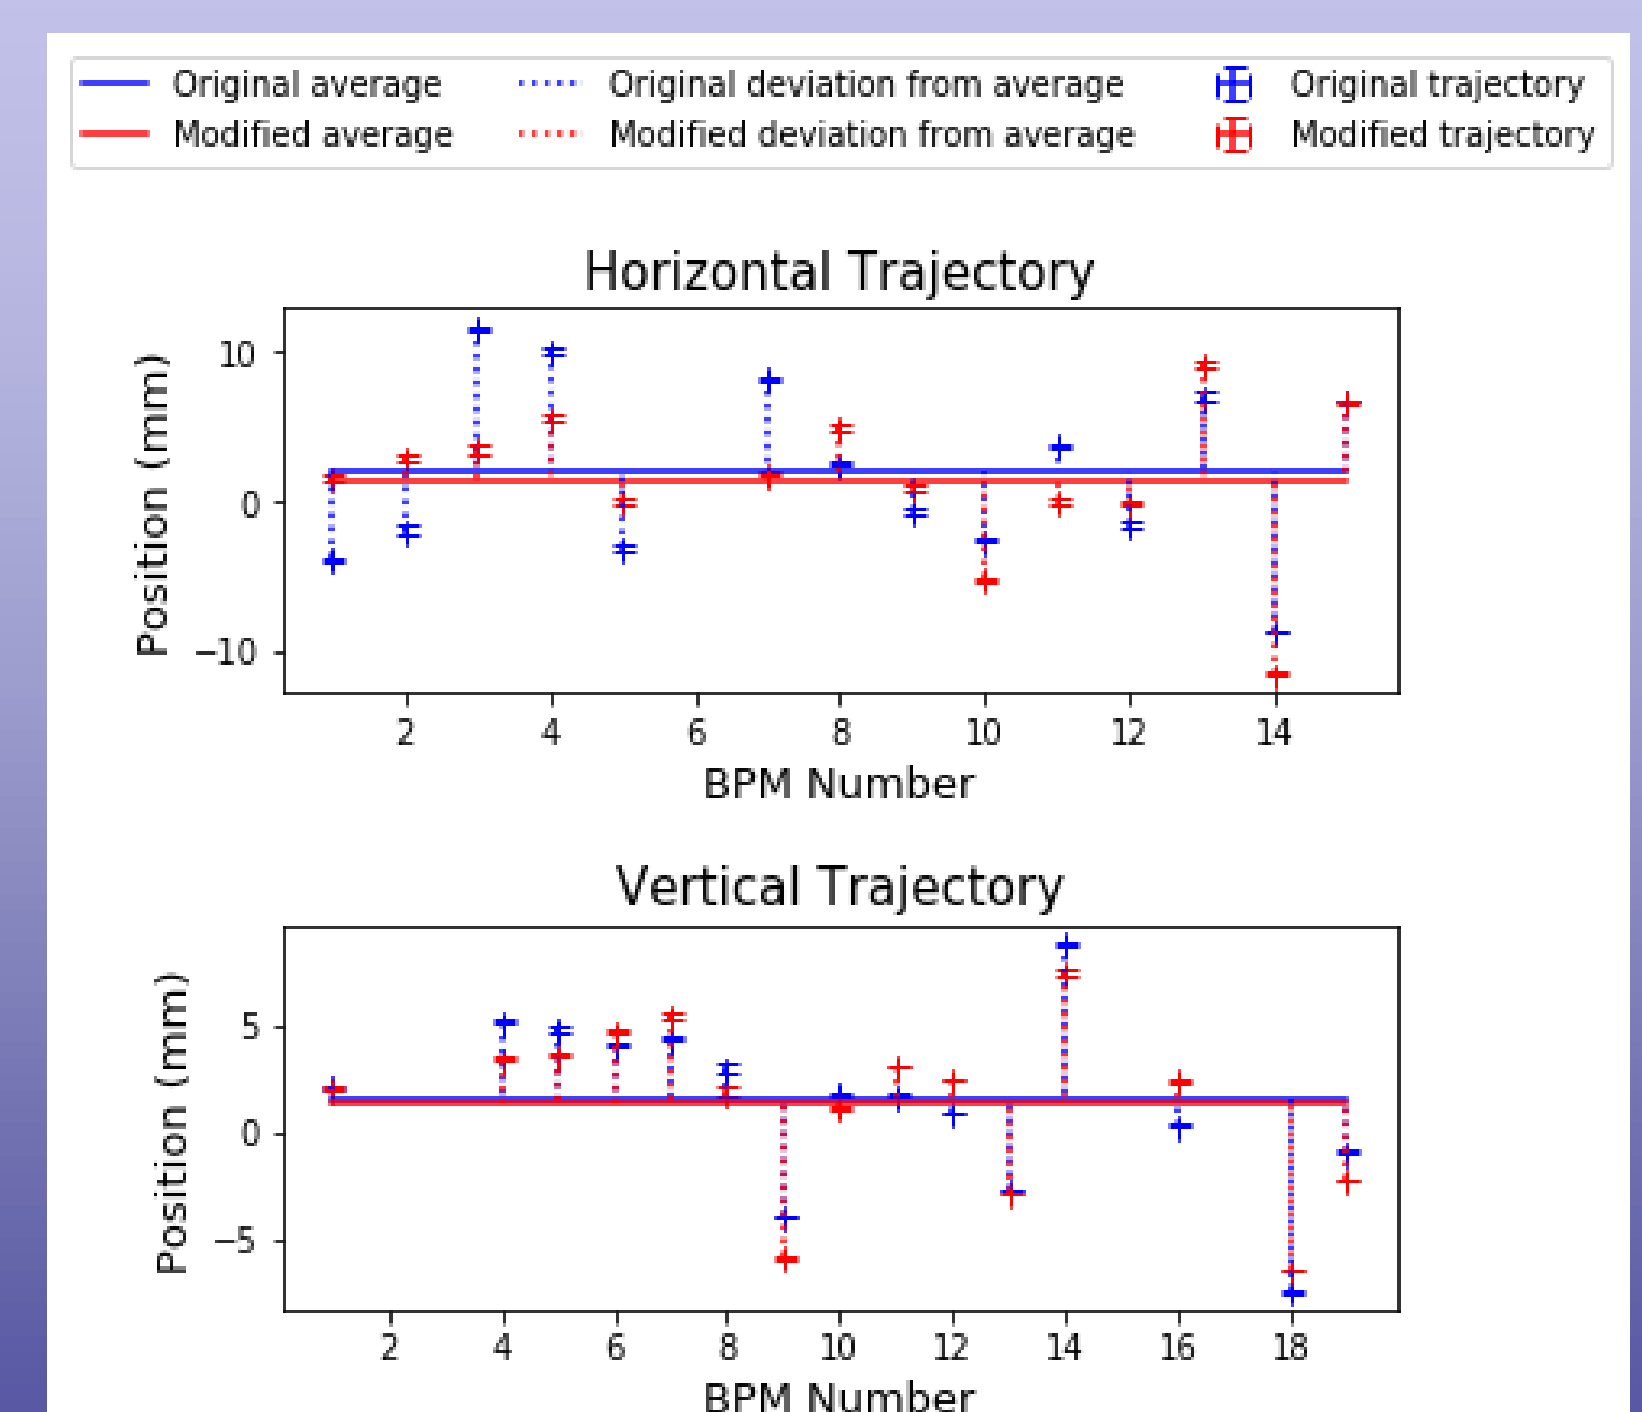 Original average
Original deviation from average
Original trajectory
Modified average
Modified deviation from average
Modified trajectory
Horizontal Trajectory
10
0
−10
Position (mm)
2 4 6 8 10 12 14
BPM Number
Vertical Trajectory
5
0
−5
Position (mm)
2 4 6 8 10 12 14 16 18
BPM Number